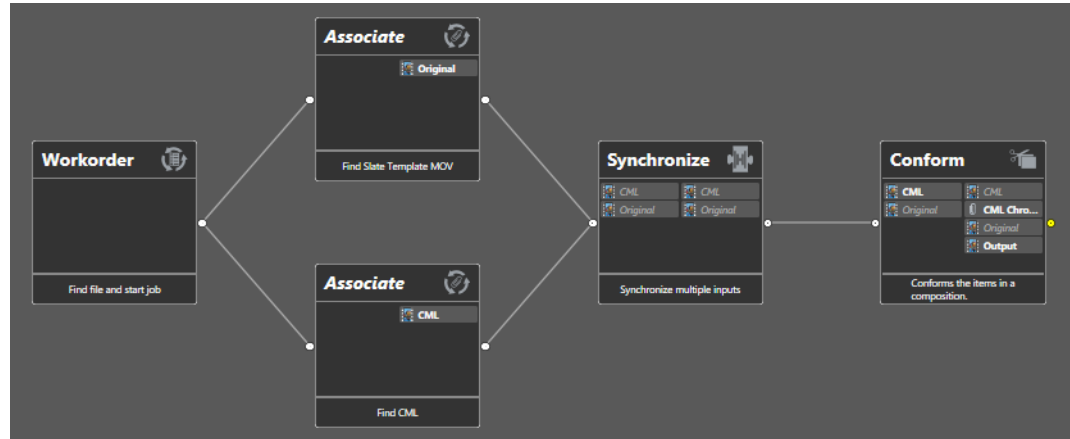 Workorder
Find file and start job
Associate
Original
Find Slate Template MOV
Associate
CML
Find CML
Synchronize
CML CML
Original Original
Synchronize multiple inputs
Conform
CML CML
Original CML Chro...
Original
Output
Conforms the items in a
composition.